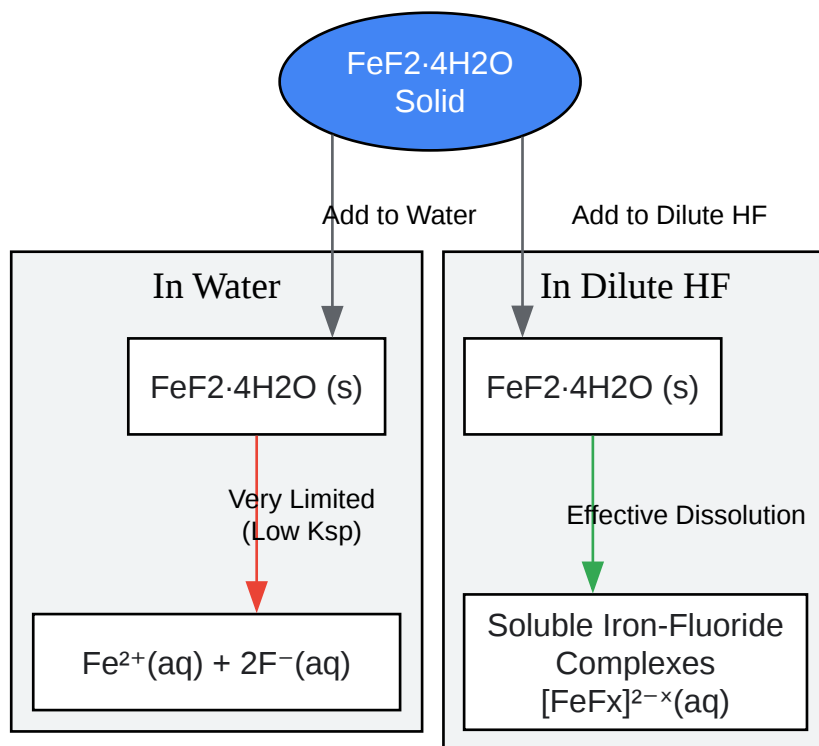 FeF2·4H2O
Solid
Add to Water
Add to Dilute HF
In Water
In Dilute HF
FeF2·4H2O (s)
FeF2·4H2O (s)
Very Limited
(Low Ksp)
Effective Dissolution
Fe²⁺(aq) + 2F⁻(aq)
Soluble Iron-Fluoride
Complexes
[FeFx]²⁻ˣ(aq)